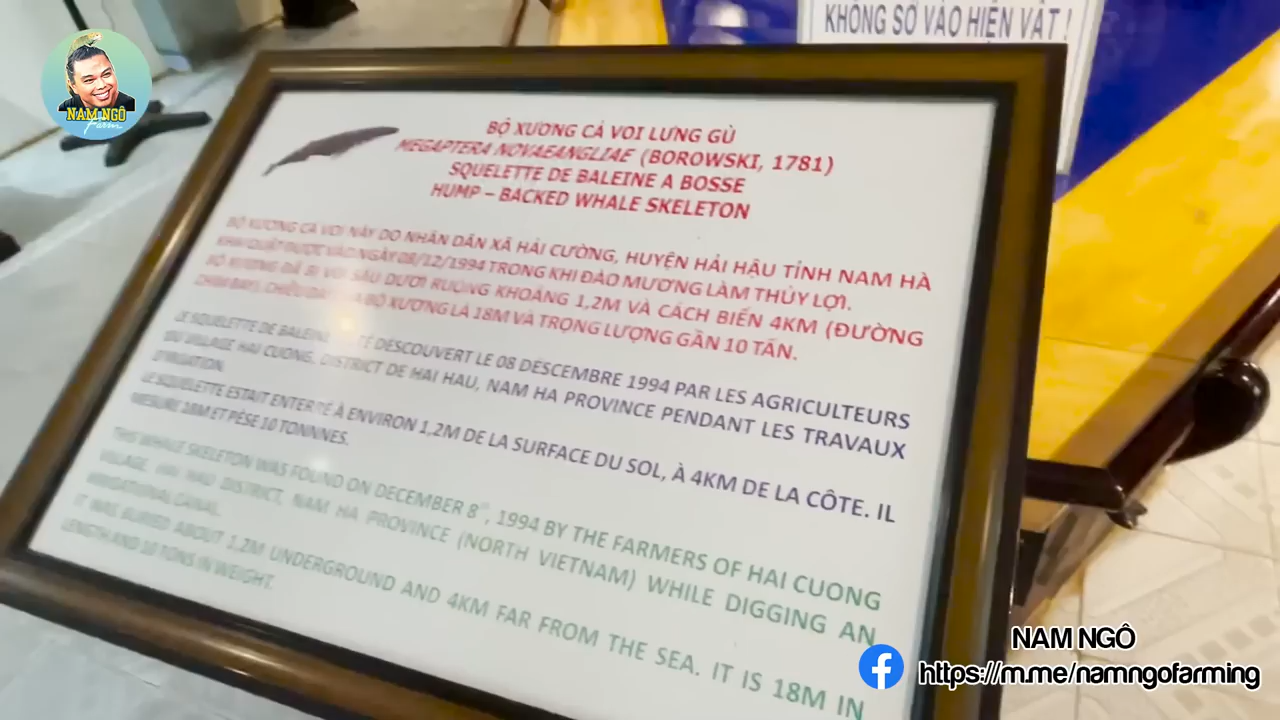 KHÔNG SỜ VÀO HIỆN VẬT !
NAM NGÔ
Farm
BỘ XƯƠNG CÁ VOI LƯNG GÙ
MEGAPTERA NOVAEANGLIAE (BOROWSKI, 1781)
SQUELETTE DE BALEINE A BOSSE
HUMP – BACKED WHALE SKELETON
BỘ XƯƠNG CÁ VOI NÀY DO NHÂN DÂN XÃ HẢI CƯỜNG, HUYỆN HẢI HẬU TỈNH NAM HÀ
KHAI QUẬT ĐƯỢC VÀO NGÀY 08/12/1994 TRONG KHI ĐÀO MƯƠNG LÀM THỦY LỢI.
BỘ XƯƠNG ĐÃ BỊ VÙI SÂU DƯỚI RUỘNG KHOẢNG 1,2M VÀ CÁCH BIỂN 4KM (ĐƯỜNG
CHIM BAY). CHIỀU DÀI BỘ XƯƠNG LÀ 18M VÀ TRỌNG LƯỢNG GẦN 10 TẤN.
LE SQUELETTE DE BALEINE TÉ DESCOUVERT LE 08 DÉSCEMBRE 1994 PAR LES AGRICULTEURS
DU VILLAGE HAI CUONG, DISTRICT DE HAI HAU, NAM HA PROVINCE PENDANT LES TRAVAUX
D'IRIGATION.
LE SQUELETTE ESTAIT ENTERRÉ À ENVIRON 1,2M DE LA SURFACE DU SOL, À 4KM DE LA CÔTE. IL
MESURE 18M ET PÈSE 10 TONNNES.
THIS WHALE SKELETON WAS FOUND ON DECEMBER 8th, 1994 BY THE FARMERS OF HAI CUONG
VILLAGE, HAI HAU DISTRICT, NAM HA PROVINCE (NORTH VIETNAM) WHILE DIGGING AN
IRRIGATIONAL CANAL.
IT WAS BURIED ABOUT 1,2M UNDERGROUND AND 4KM FAR FROM THE SEA. IT IS 18M IN
LENGTH AND 10 TONS IN WEIGHT.
NAM NGÔ
https://m.me/namngofarming